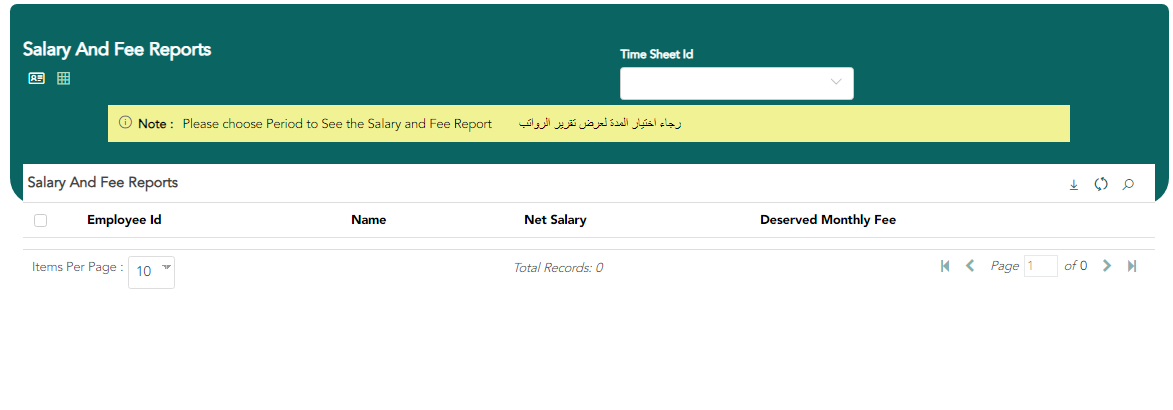 Salary And Fee Reports
Time Sheet Id
Note : Please choose Period to See the Salary and Fee Report رجاء اختيار المدة لعرض تقرير الرواتب
Salary And Fee Reports
Employee Id Name Net Salary Deserved Monthly Fee
Items Per Page : 10 Total Records: 0 Page 1 of 0